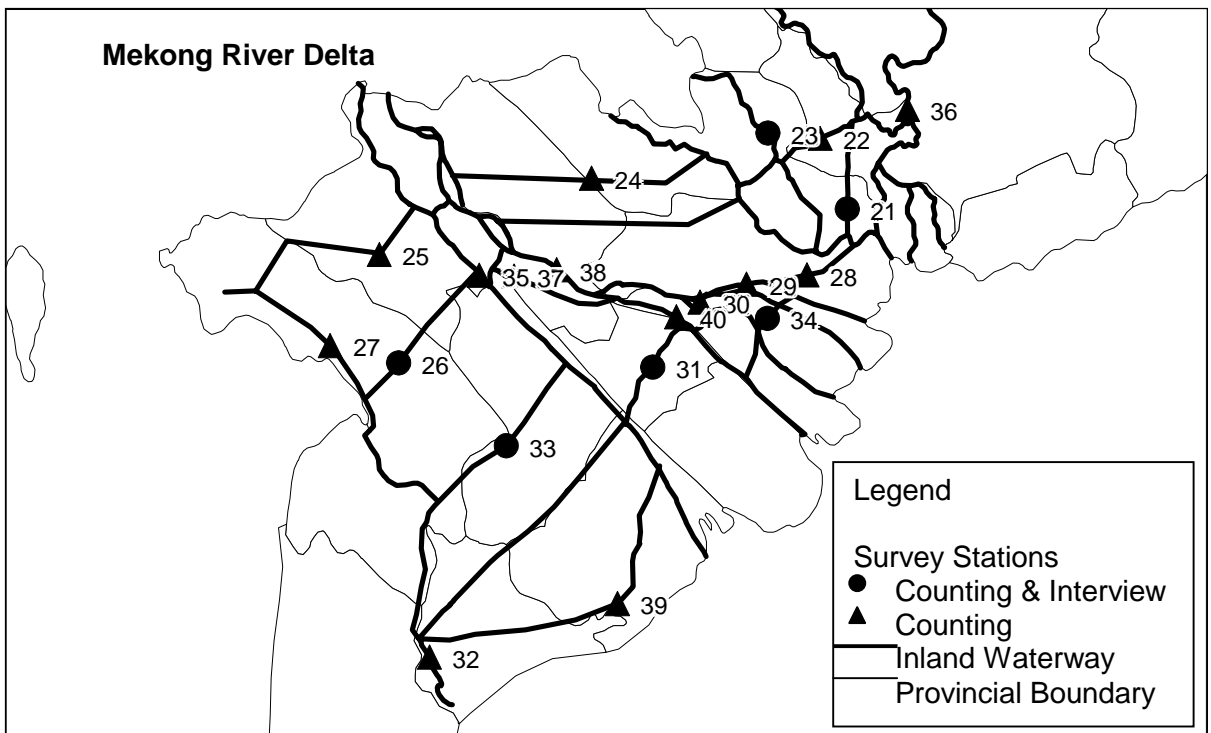 Mekong River Delta
36
23
22
24
21
25
35
37
38
28
29
30
34
40
27
26
31
33
39
32
Legend
Survey Stations
Counting & Interview
Counting
Inland Waterway
Provincial Boundary